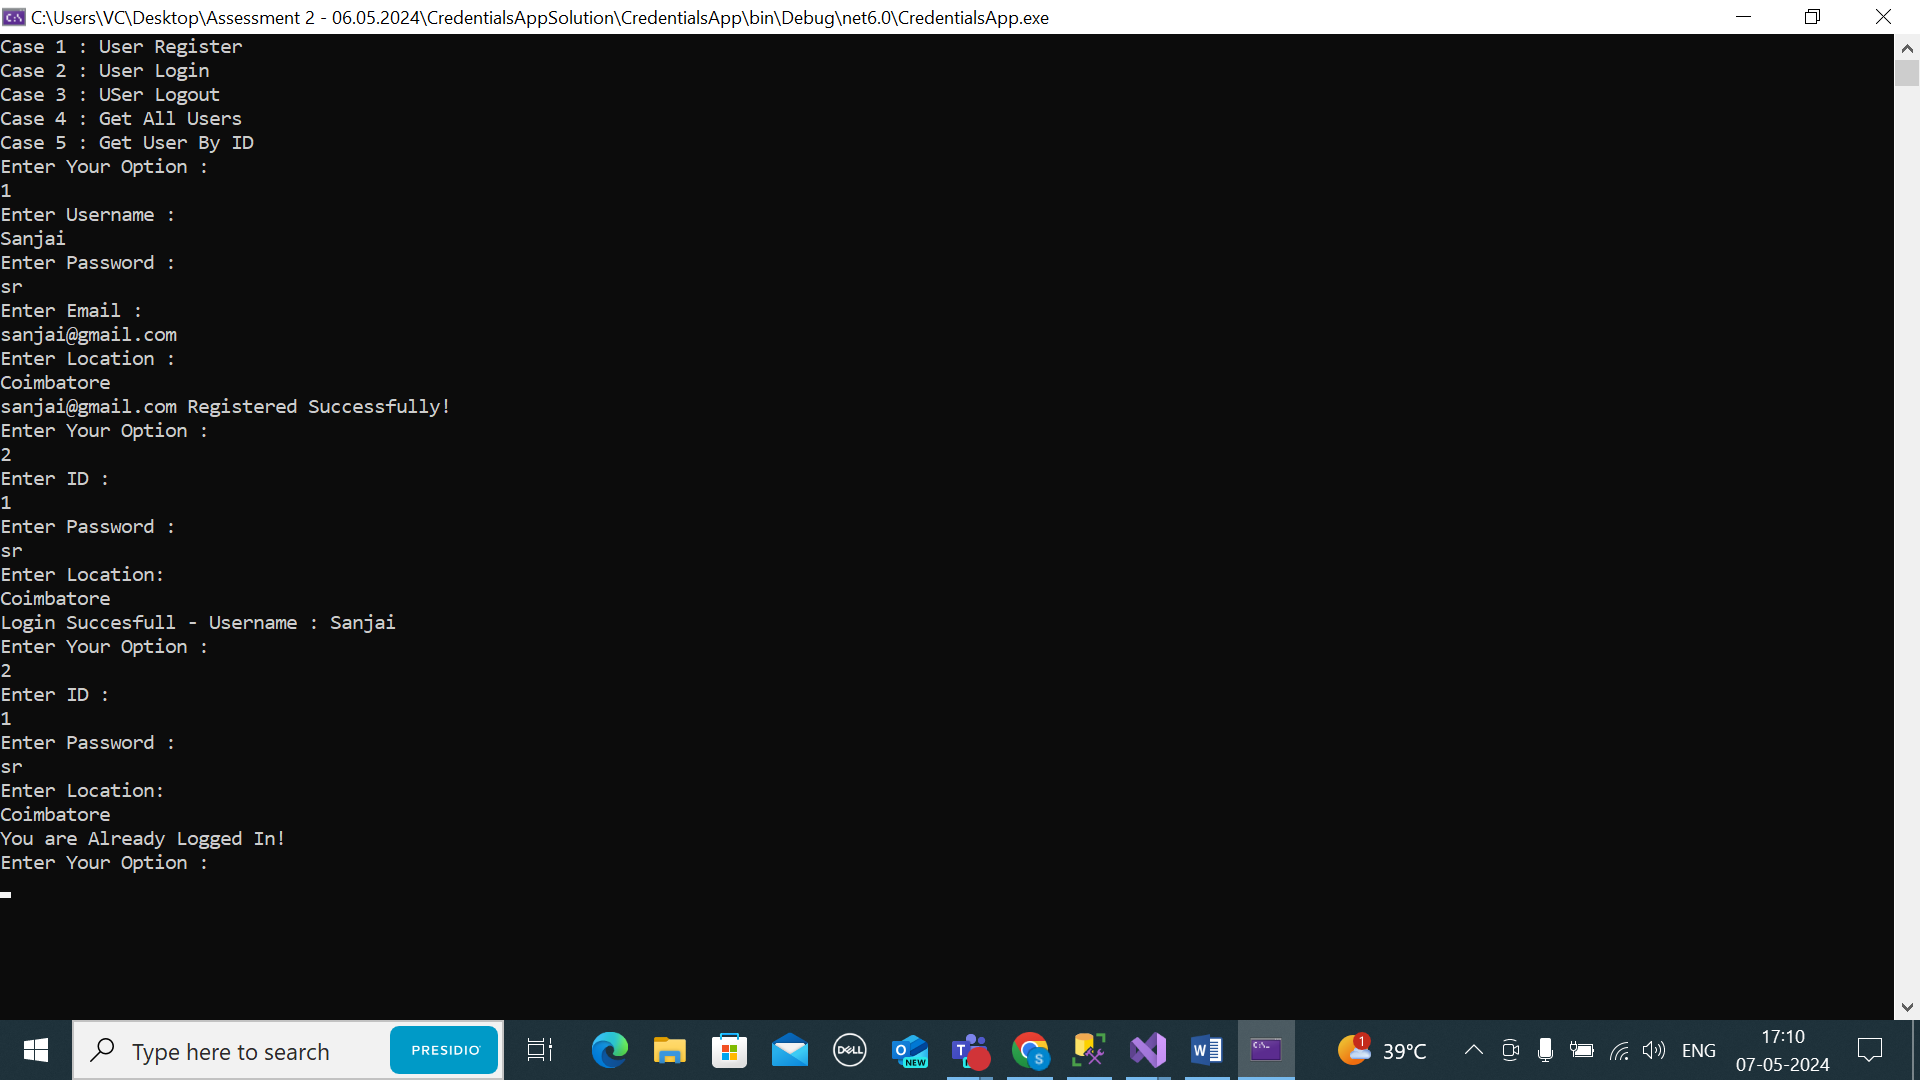 C:\Users\VC\Desktop\Assessment 2 - 06.05.2024\CredentialsAppSolution\CredentialsApp\bin\Debug\net6.0\CredentialsApp.exe
Case 1 : User Register
Case 2 : User Login
Case 3 : USer Logout
Case 4 : Get All Users
Case 5 : Get User By ID
Enter Your Option :
1
Enter Username :
Sanjai
Enter Password :
sr
Enter Email :
sanjai@gmail.com
Enter Location :
Coimbatore
sanjai@gmail.com Registered Successfully!
Enter Your Option :
2
Enter ID :
1
Enter Password :
sr
Enter Location:
Coimbatore
Login Succesfull - Username : Sanjai
Enter Your Option :
2
Enter ID :
1
Enter Password :
sr
Enter Location:
Coimbatore
You are Already Logged In!
Enter Your Option :
Type here to search
PRESIDIO
DELL
O
NEW
T
S
W
C:\
1
39°C
ENG
17:10
07-05-2024